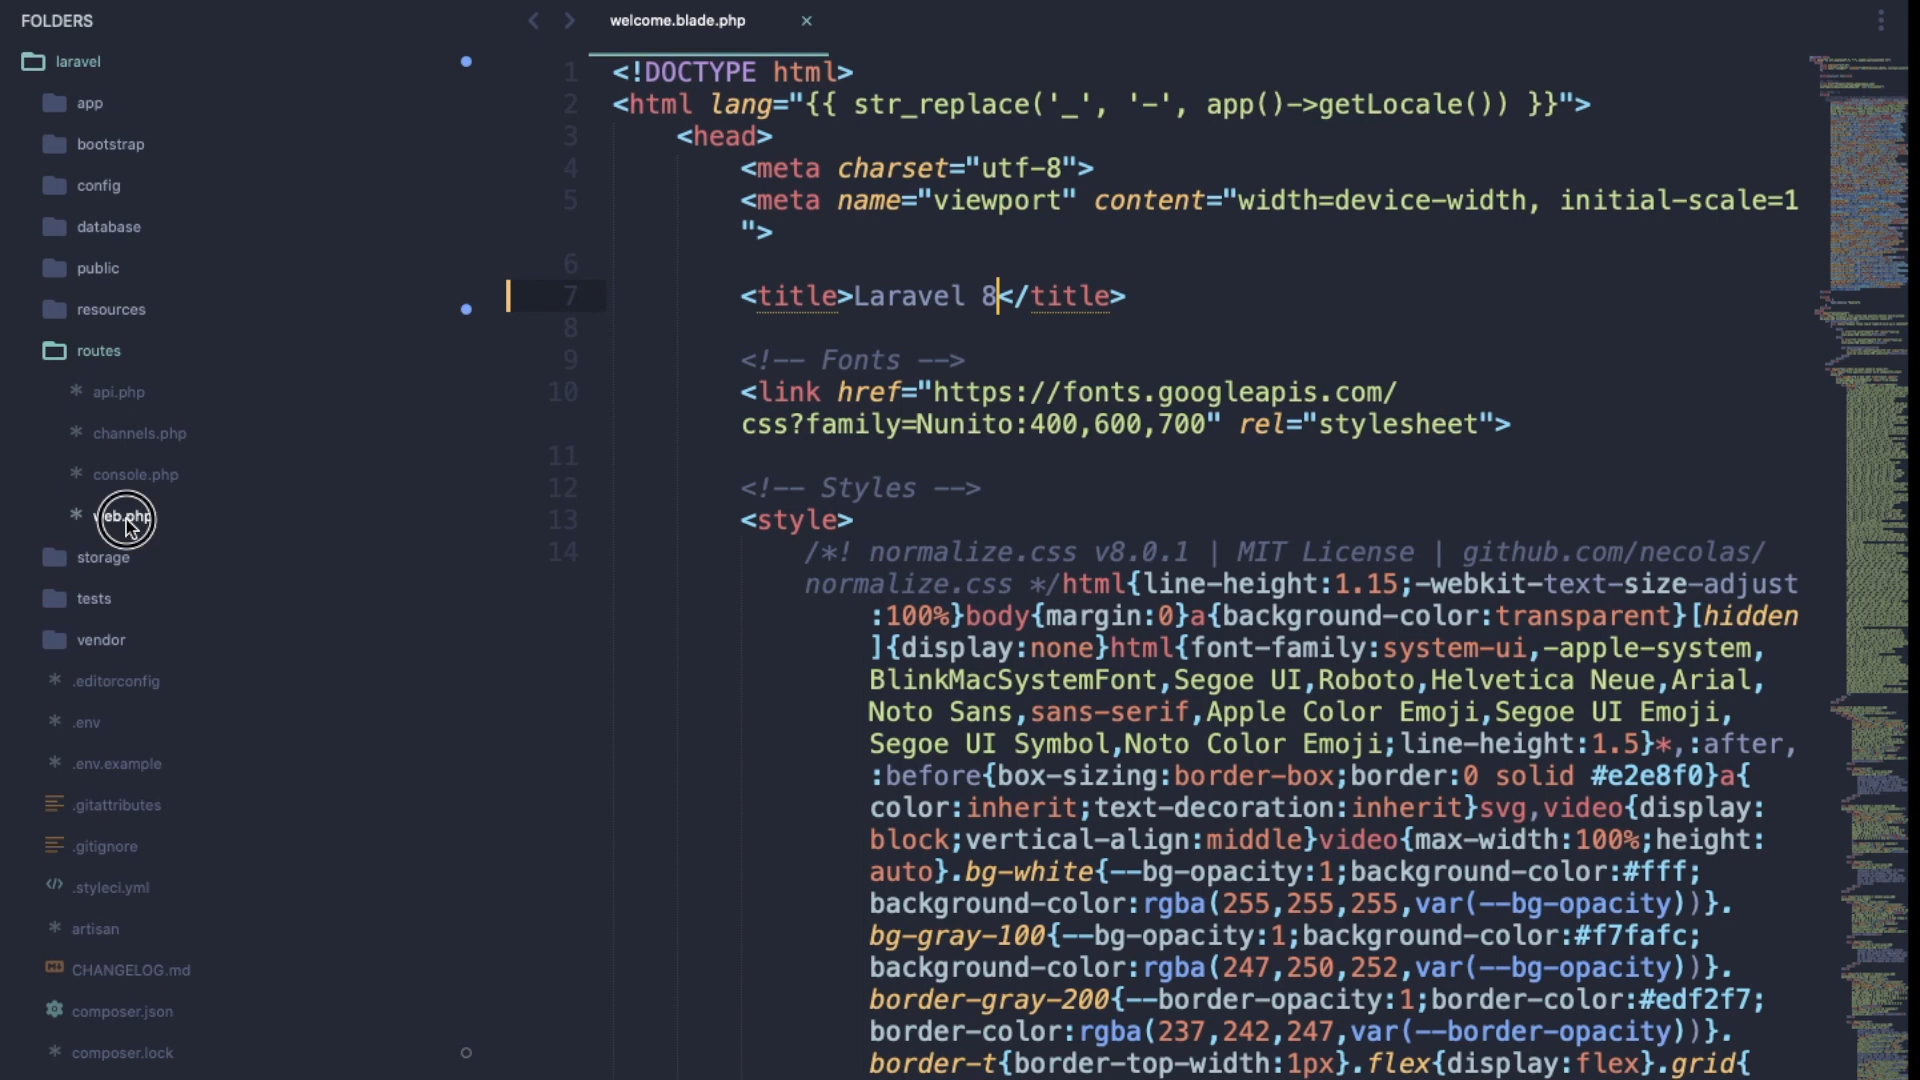 FOLDERS
laravel
app
bootstrap
config
database
public
resources
routes
api.php
channels.php
console.php
web.php
storage
tests
vendor
.editorconfig
.env
.env.example
.gitattributes
.gitignore
.styleci.yml
artisan
CHANGELOG.md
composer.json
composer.lock
welcome.blade.php
1 <!DOCTYPE html>
2 <html lang="{{ str_replace('_', '-', app()->getLocale()) }}">
3 <head>
4 <meta charset="utf-8">
5 <meta name="viewport" content="width=device-width, initial-scale=1
">
6
7 <title>Laravel 8</title>
8
9 <!-- Fonts -->
10 <link href="https://fonts.googleapis.com/
css?family=Nunito:400,600,700" rel="stylesheet">
11
12 <!-- Styles -->
13 <style>
14 /*! normalize.css v8.0.1 | MIT License | github.com/necolas/
normalize.css */html{line-height:1.15;-webkit-text-size-adjust
:100%}body{margin:0}a{background-color:transparent}[hidden
]{display:none}html{font-family:system-ui,-apple-system,
BlinkMacSystemFont,Segoe UI,Roboto,Helvetica Neue,Arial,
Noto Sans,sans-serif,Apple Color Emoji,Segoe UI Emoji,
Segoe UI Symbol,Noto Color Emoji;line-height:1.5}*,:after,
:before{box-sizing:border-box;border:0 solid #e2e8f0}a{
color:inherit;text-decoration:inherit}svg,video{display:
block;vertical-align:middle}video{max-width:100%;height:
auto}.bg-white{--bg-opacity:1;background-color:#fff;
background-color:rgba(255,255,255,var(--bg-opacity))}.
bg-gray-100{--bg-opacity:1;background-color:#f7fafc;
background-color:rgba(247,250,252,var(--bg-opacity))}.
border-gray-200{--border-opacity:1;border-color:#edf2f7;
border-color:rgba(237,242,247,var(--border-opacity))}.
border-t{border-top-width:1px}.flex{display:flex}.grid{